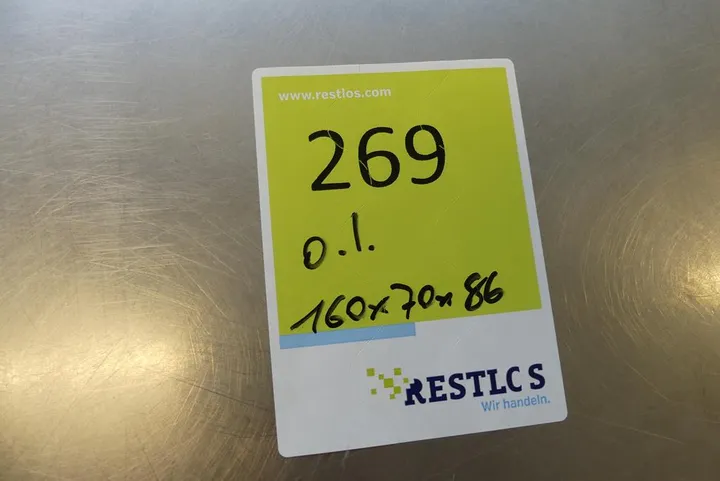 www.restlos.com
269
o.l.
160x70x86
RESTLOS
Wir handeln.